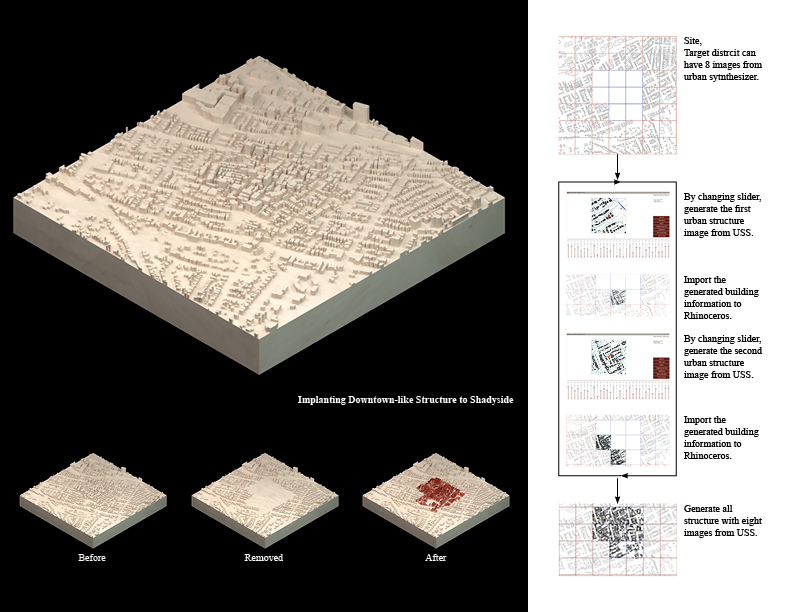 Implanting Downtown-like Structure to Shadyside
Before
Removed
After
Site,
Target distrcit can
have 8 images from
urban sytnthesizer.
By changing slider,
generate the first
urban structure
image from USS.
Import the
generated building
information to
Rhinoceros.
By changing slider,
generate the second
urban structure
image from USS.
Import the
generated building
information to
Rhinoceros.
Generate all
structure with eight
images from USS.